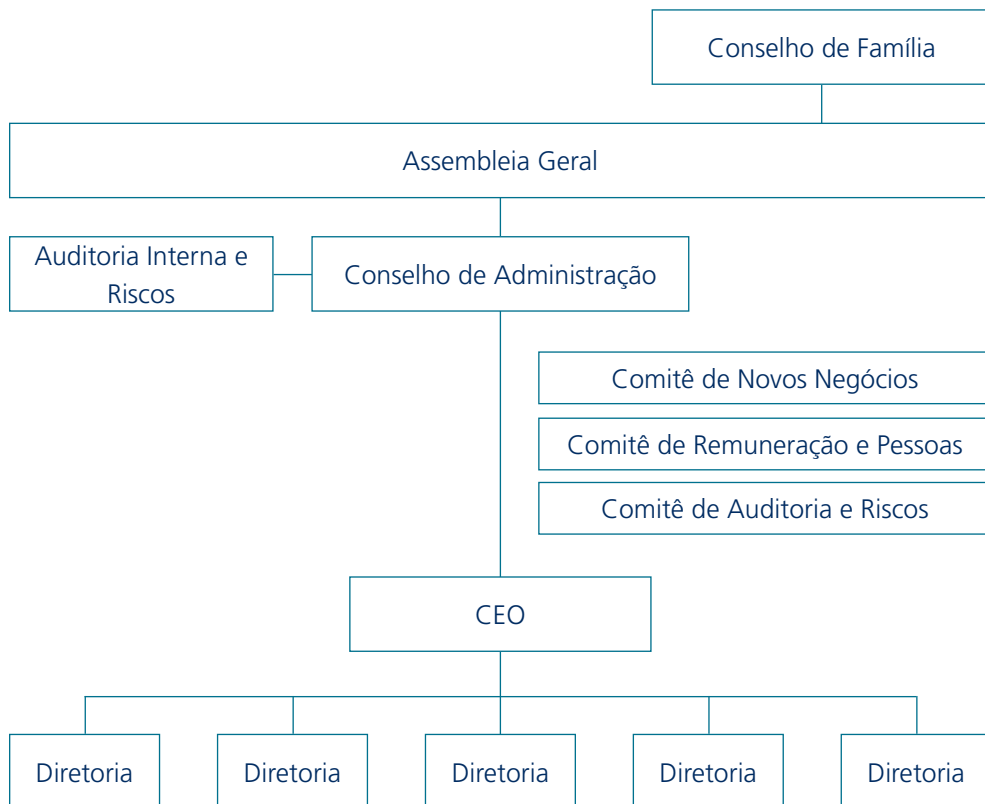 Conselho de Família
Assembleia Geral
Auditoria Interna e
Riscos
Conselho de Administração
Comitê de Novos Negócios
Comitê de Remuneração e Pessoas
Comitê de Auditoria e Riscos
CEO
Diretoria
Diretoria
Diretoria
Diretoria
Diretoria